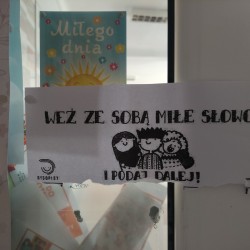 Miłego
dnia
WEŹ ZE SOBĄ MIŁE SŁOWO
I PODAJ DALEJ!